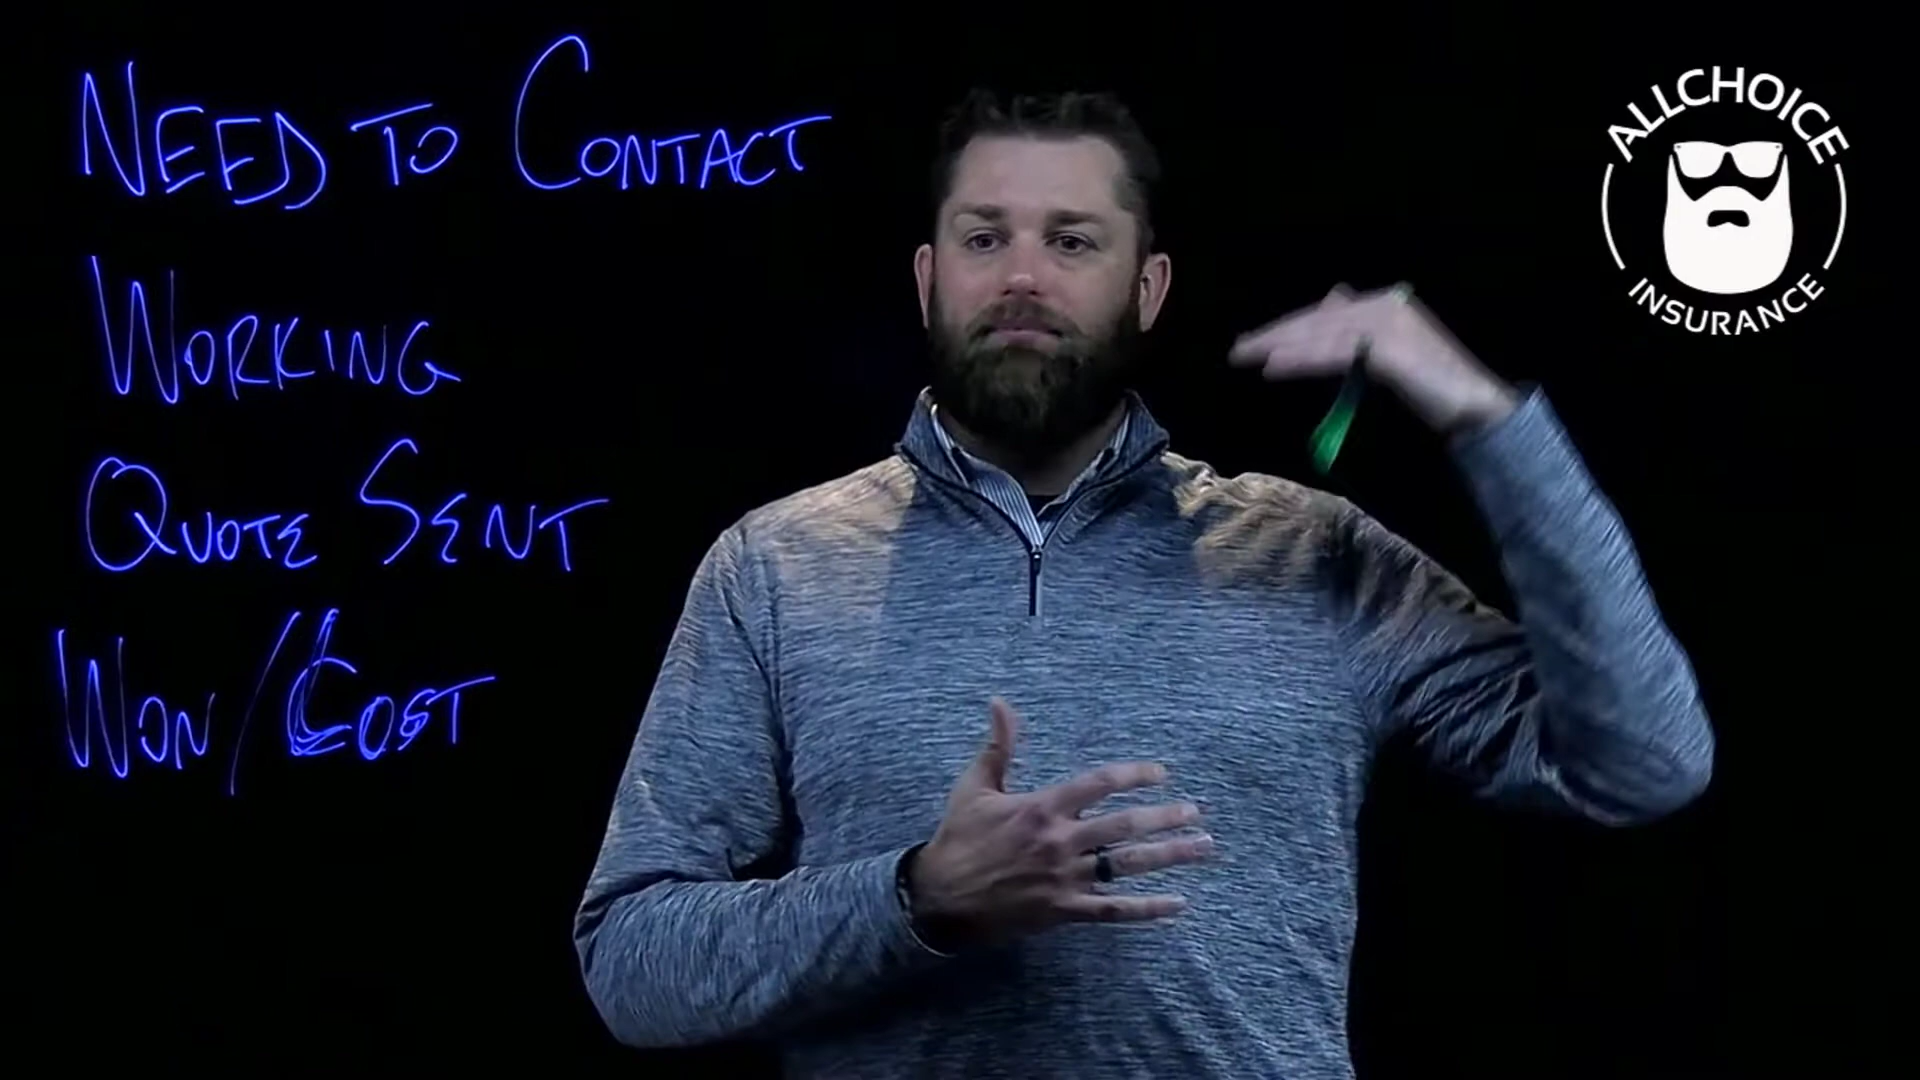 NEED TO CONTACT
WORKING
QUOTE SENT
WON/LOST
ALLCHOICE
INSURANCE